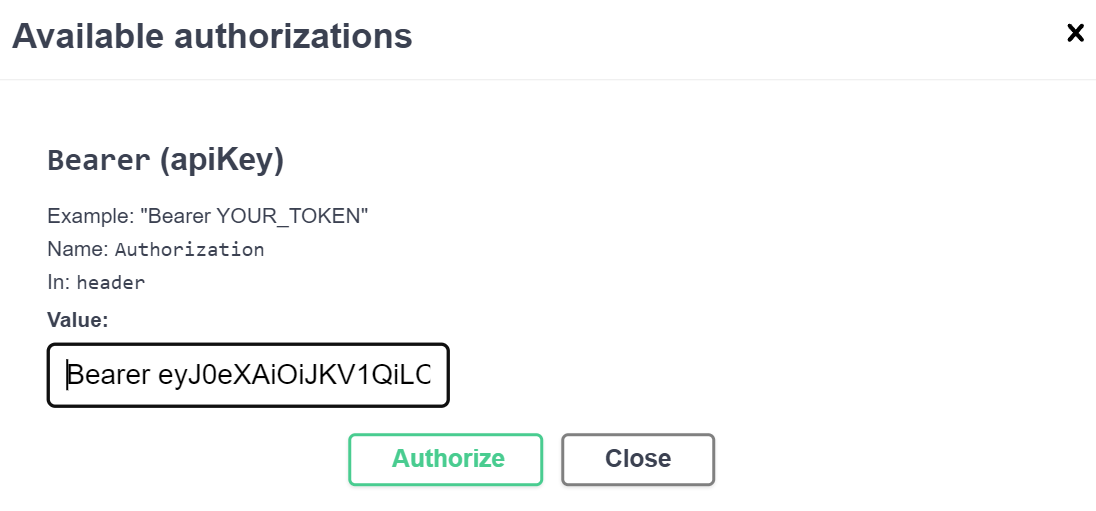 Available authorizations
Bearer (apiKey)
Example: "Bearer YOUR_TOKEN"
Name: Authorization
In: header
Value:
Bearer eyJ0eXAiOiJKV1QiLC
Authorize Close